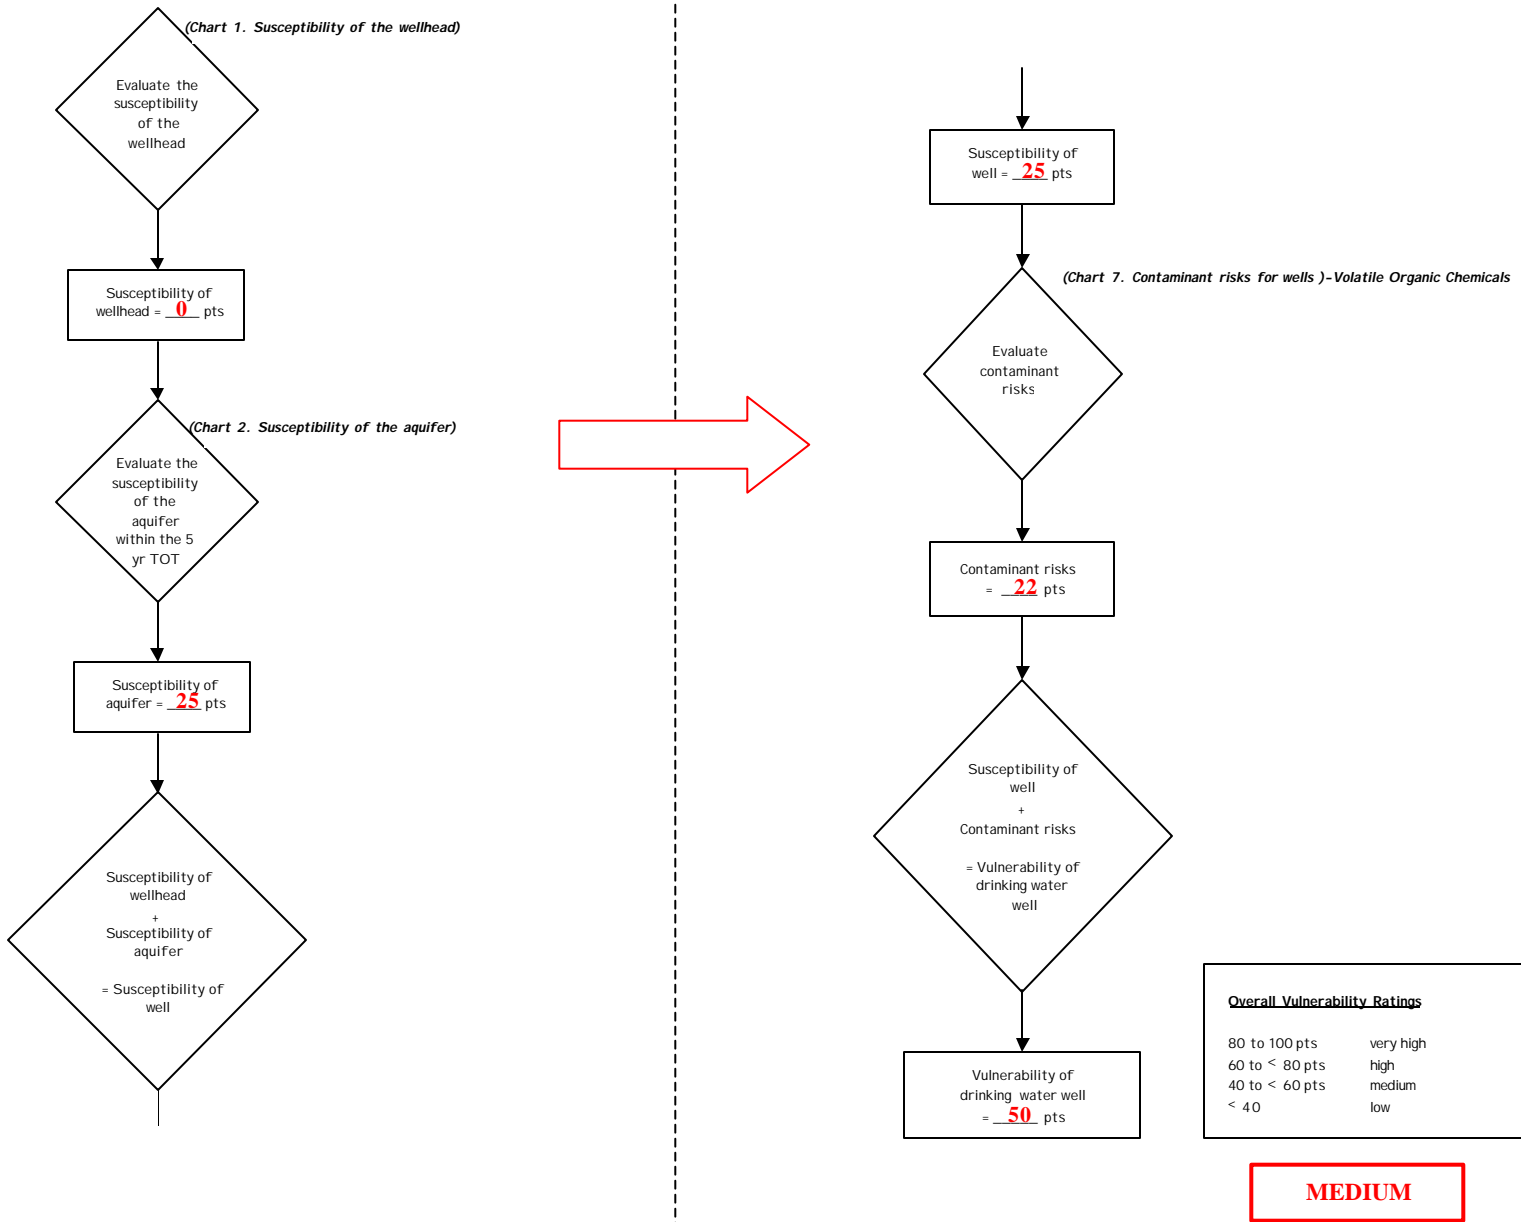 (Chart 1. Susceptibility of the wellhead)
Evaluate the
susceptibility
of the
wellhead
Susceptibility of
wellhead = 0 pts
(Chart 2. Susceptibility of the aquifer)
Evaluate the
susceptibility
of the
aquifer
within the 5
yr TOT
Susceptibility of
aquifer = 25 pts
Susceptibility of
wellhead
+
Susceptibility of
aquifer
= Susceptibility of
well
Susceptibility of
well = 25 pts
(Chart 7. Contaminant risks for wells )–Volatile Organic Chemicals
Evaluate
contaminant
risks
Contaminant risks
= 22 pts
Susceptibility of
well
+
Contaminant risks
= Vulnerability of
drinking water
well
Vulnerability of
drinking water well
= 50 pts
Overall Vulnerability Ratings
80 to 100 pts very high
60 to < 80 pts high
40 to < 60 pts medium
< 40 low
MEDIUM